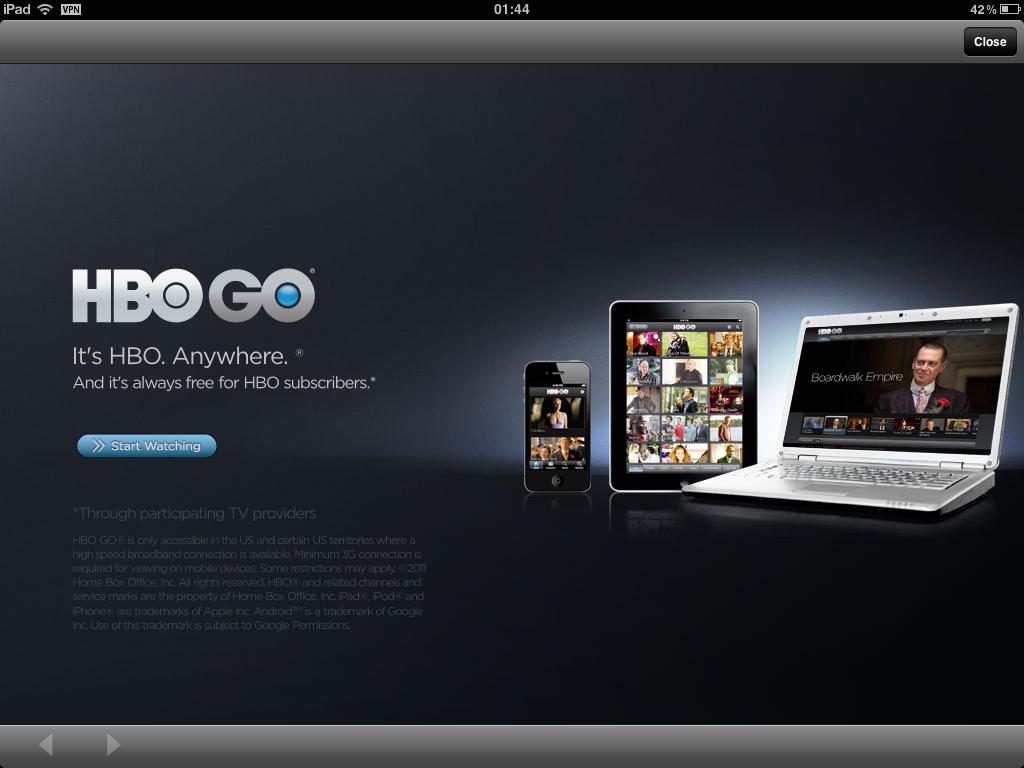 iPad VPN 01:44 42%
Close
HBO GO®
It's HBO. Anywhere. ®
And it's always free for HBO subscribers.*
Start Watching
Boardwalk Empire
*Through participating TV providers
HBO GO® is only accessible in the US and certain US territories where a
high speed broadband connection is available. Minimum 3G connection is
required for viewing on mobile devices. Some restrictions may apply. ©2011
Home Box Office, Inc. All rights reserved. HBO® and related channels and
service marks are the property of Home Box Office, Inc. iPad®, iPod® and
iPhone® are trademarks of Apple Inc. Android™ is a trademark of Google
Inc. Use of this trademark is subject to Google Permissions.